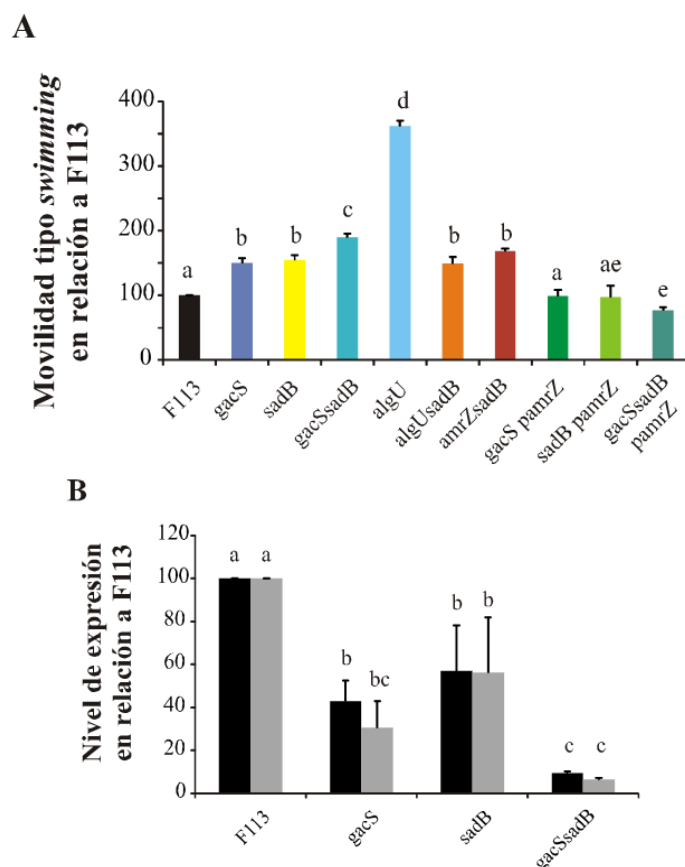 A
Movilidad tipo swimming
en relación a F113
400
300
200
100
0
a
b
b
c
d
b
b
a
ae
e
F113
gacS
sadB
gacSsadB
algU
algUsadB
amrZsadB
gacS pamrZ
sadB pamrZ
gacSsadB
pamrZ
B
Nivel de expresión
en relación a F113
120
100
80
60
40
20
0
a a
b bc
b b
c c
F113
gacS
sadB
gacSsadB